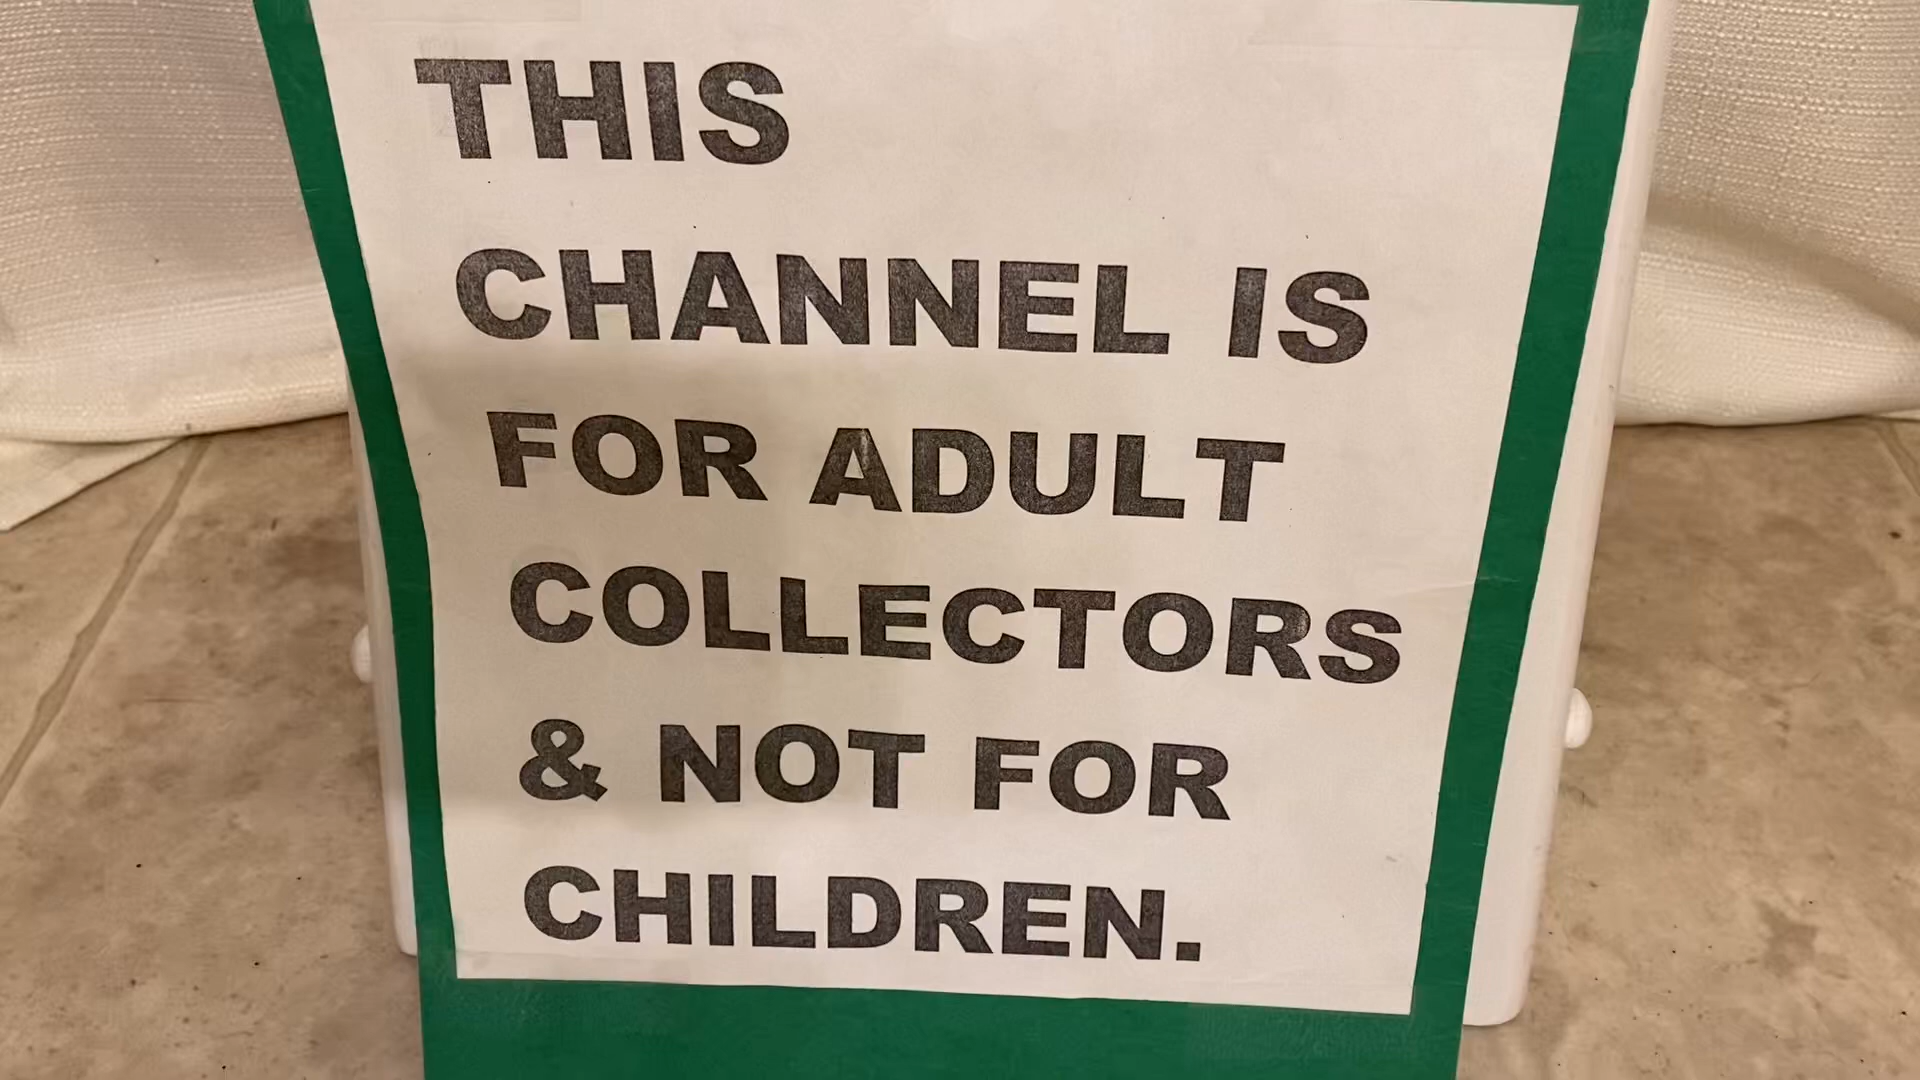 THIS
CHANNEL IS
FOR ADULT
COLLECTORS
& NOT FOR
CHILDREN.